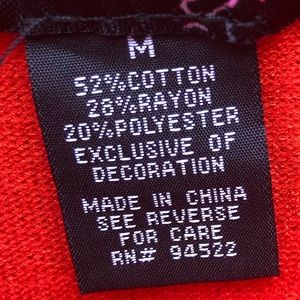 M
52%COTTON
28%RAYON
20%POLYESTER
EXCLUSIVE OF
DECORATION
MADE IN CHINA
SEE REVERSE
FOR CARE
RN# 94522